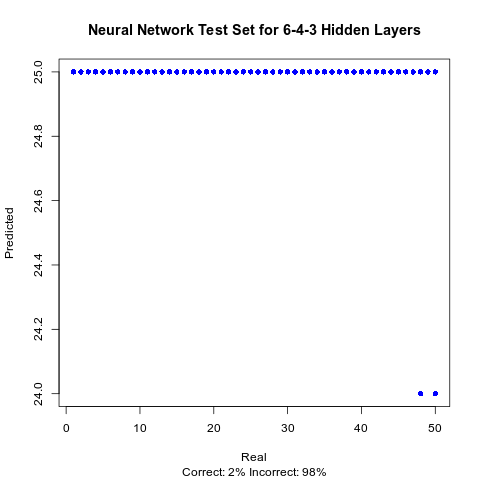 Neural Network Test Set for 6-4-3 Hidden Layers
Predicted
25.0
24.8
24.6
24.4
24.2
24.0
0 10 20 30 40 50
Real
Correct: 2% Incorrect: 98%